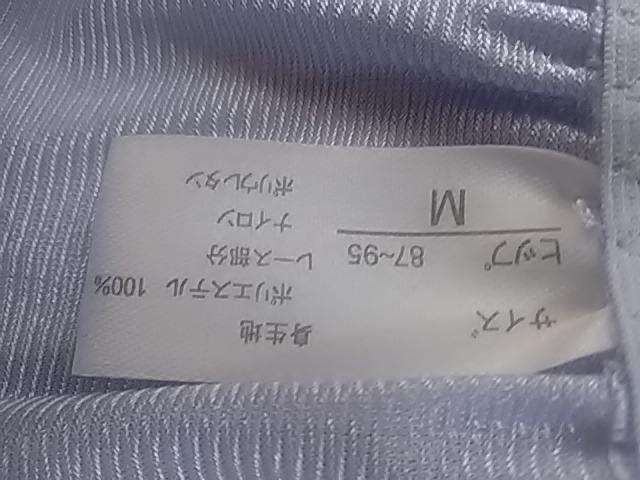 サイズ
ヒップ 87~95
M
身生地
ポリエステル 100%
レース部分
ナイロン
ポリウレタン